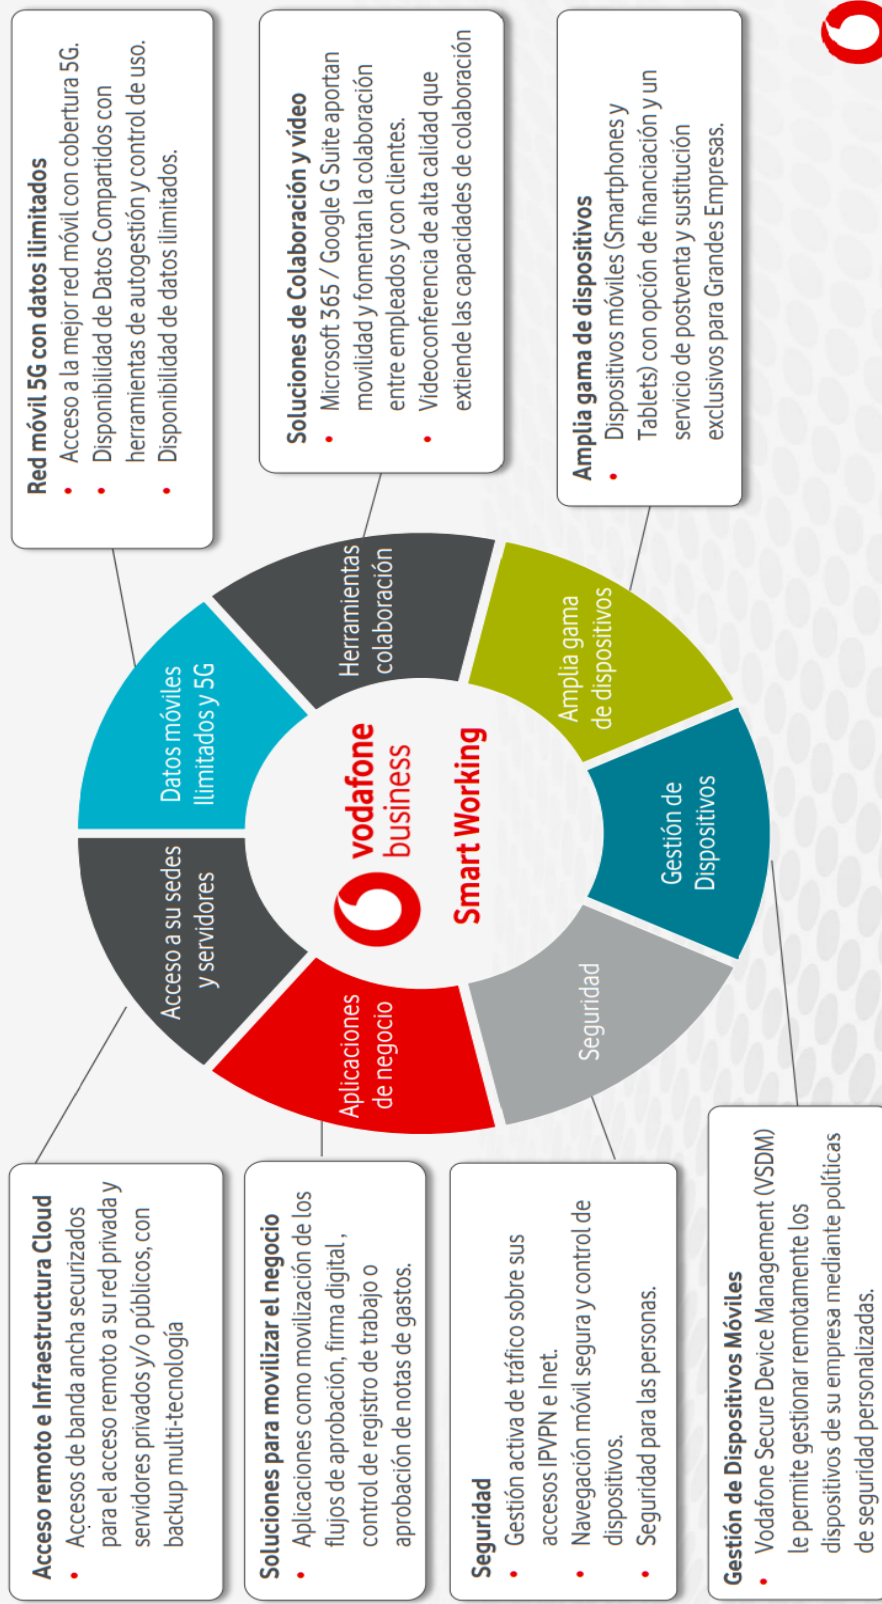 Acceso remoto e Infraestructura Cloud
• Accesos de banda ancha securizados
para el acceso remoto a su red privada y
servidores privados y/o públicos, con
backup multi-tecnología
Soluciones para movilizar el negocio
• Aplicaciones como movilización de los
flujos de aprobación, firma digital ,
control de registro de trabajo o
aprobación de notas de gastos.
Seguridad
• Gestión activa de tráfico sobre sus
accesos IPVPN e Inet.
• Navegación móvil segura y control de
dispositivos.
• Seguridad para las personas.
Gestión de Dispositivos Móviles
• Vodafone Secure Device Management (VSDM)
le permite gestionar remotamente los
dispositivos de su empresa mediante políticas
de seguridad personalizadas.
Acceso a su sedes
y servidores
Datos móviles
Ilimitados y 5G
Aplicaciones
de negocio
vodafone
business
Smart Working
Herramientas
colaboración
Seguridad
Amplia gama
de dispositivos
Gestión de
Dispositivos
Red móvil 5G con datos ilimitados
• Acceso a la mejor red móvil con cobertura 5G.
• Disponibilidad de Datos Compartidos con
herramientas de autogestión y control de uso.
• Disponibilidad de datos ilimitados.
Soluciones de Colaboración y vídeo
• Microsoft 365 / Google G Suite aportan
movilidad y fomentan la colaboración
entre empleados y con clientes.
• Videoconferencia de alta calidad que
extiende las capacidades de colaboración
Amplia gama de dispositivos
• Dispositivos móviles (Smartphones y
Tablets) con opción de financiación y un
servicio de postventa y sustitución
exclusivos para Grandes Empresas.